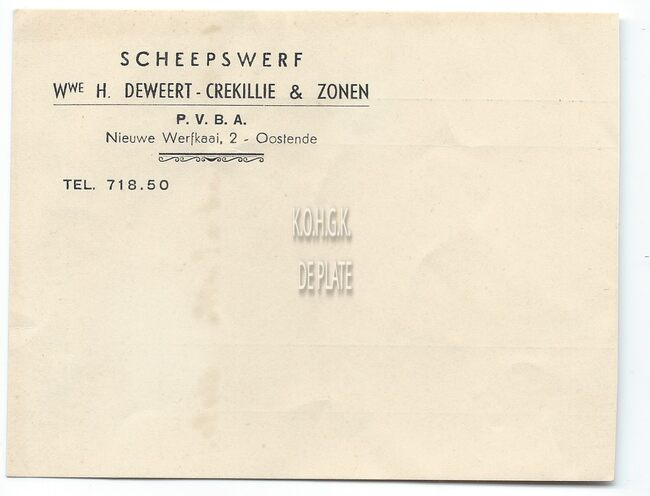 SCHEEPSWERF
WWE H. DEWEERT - CREKILLIE & ZONEN
P. V. B. A.
Nieuwe Werfkaai, 2 - Oostende
TEL. 718.50
K.O.H.G.K.
DE PLATE